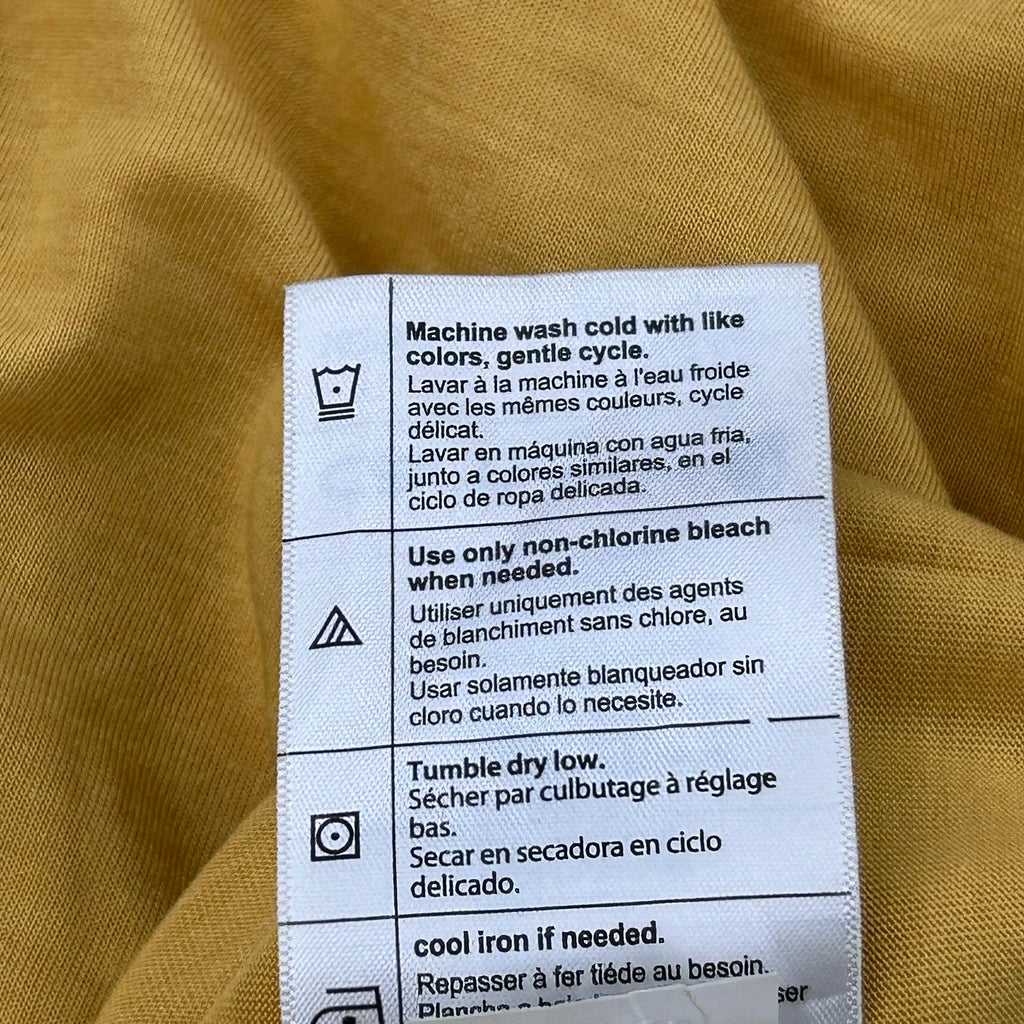 Machine wash cold with like
colors, gentle cycle.
Lavar à la machine à l'eau froide
avec les mêmes couleurs, cycle
délicat.
Lavar en máquina con agua fria,
junto a colores similares, en el
ciclo de ropa delicada.
Use only non-chlorine bleach
when needed.
Utiliser uniquement des agents
de blanchiment sans chlore, au
besoin.
Usar solamente blanqueador sin
cloro cuando lo necesite.
Tumble dry low.
Sécher par culbutage à réglage
bas.
Secar en secadora en ciclo
delicado.
cool iron if needed.
Repasser à fer tiéde au besoin.